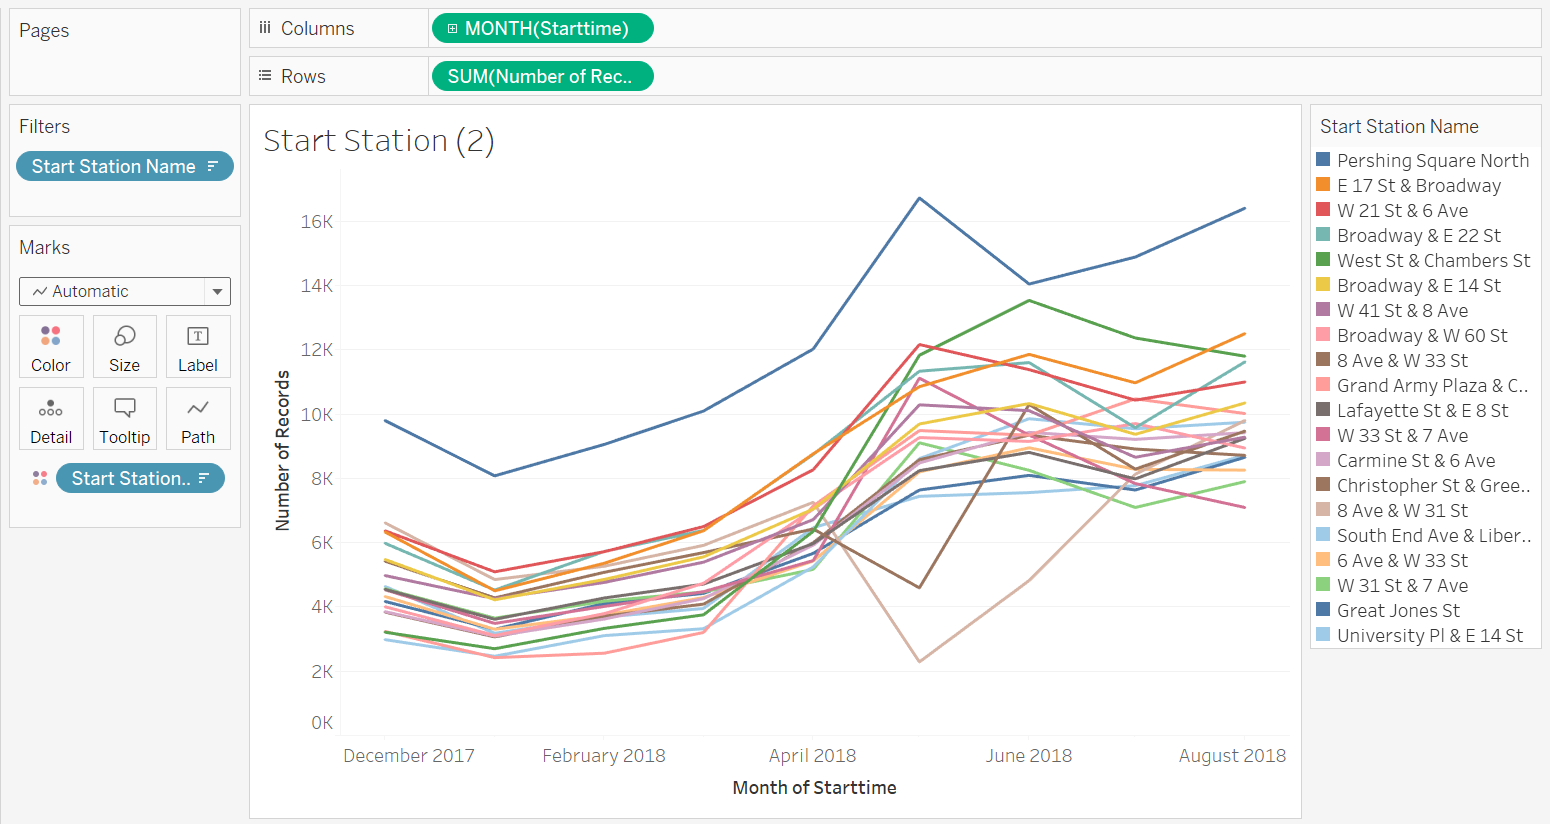 Pages
Columns
MONTH(Starttime)
Rows
SUM(Number of Rec..
Filters
Start Station Name
Marks
Automatic
Color
Size
Label
Detail
Tooltip
Path
Start Station..
Start Station (2)
Number of Records
16K
14K
12K
10K
8K
6K
4K
2K
0K
December 2017
February 2018
April 2018
June 2018
August 2018
Month of Starttime
Start Station Name
Pershing Square North
E 17 St & Broadway
W 21 St & 6 Ave
Broadway & E 22 St
West St & Chambers St
Broadway & E 14 St
W 41 St & 8 Ave
Broadway & W 60 St
8 Ave & W 33 St
Grand Army Plaza & C..
Lafayette St & E 8 St
W 33 St & 7 Ave
Carmine St & 6 Ave
Christopher St & Gree..
8 Ave & W 31 St
South End Ave & Liber..
6 Ave & W 33 St
W 31 St & 7 Ave
Great Jones St
University Pl & E 14 St